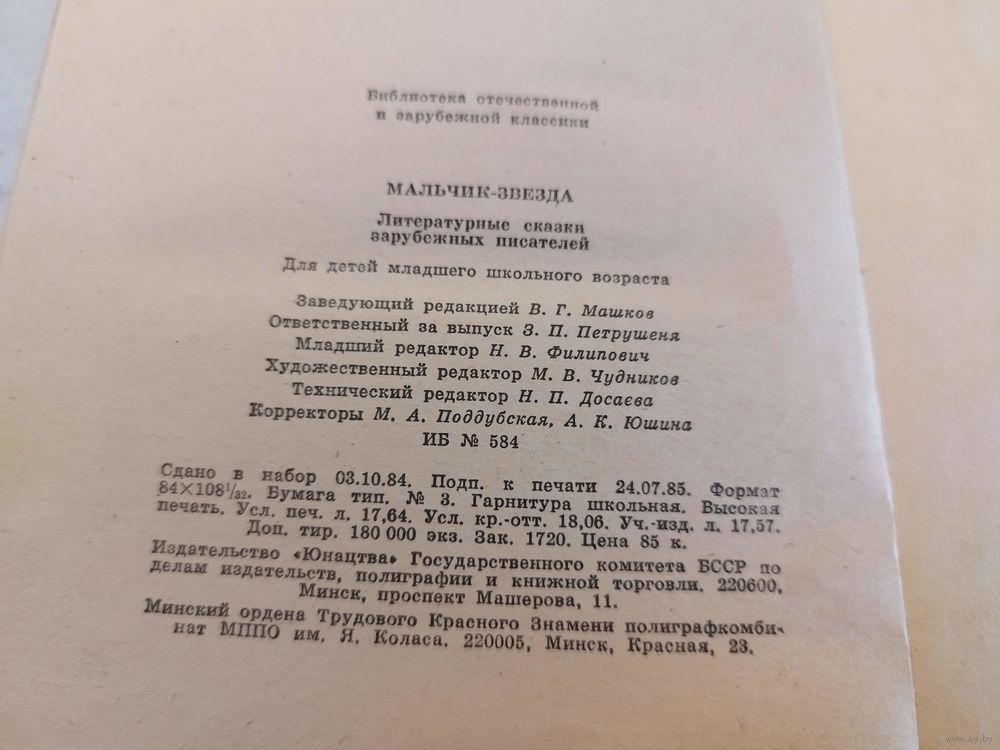 Библиотека отечественной
и зарубежной классики
МАЛЬЧИК-ЗВЕЗДА
Литературные сказки
зарубежных писателей
Для детей младшего школьного возраста
Заведующий редакцией В. Г. Машков
Ответственный за выпуск З. П. Петрушеня
Младший редактор Н. В. Филипович
Художественный редактор М. В. Чудников
Технический редактор Н. П. Досаева
Корректоры М. А. Поддубская, А. К. Юшина
ИБ № 584
Сдано в набор 03.10.84. Подп. к печати 24.07.85. Формат
84×108¹/₃₂. Бумага тип. № 3. Гарнитура школьная. Высокая
печать. Усл. печ. л. 17,64. Усл. кр.-отт. 18,06. Уч.-изд. л. 17,57.
Доп. тир. 180 000 экз. Зак. 1720. Цена 85 к.
Издательство «Юнацтва» Государственного комитета БССР по
делам издательств, полиграфии и книжной торговли. 220600,
Минск, проспект Машерова, 11.
Минский ордена Трудового Красного Знамени полиграфкомби-
нат МППО им. Я. Коласа. 220005, Минск, Красная, 23.
www.ay.by